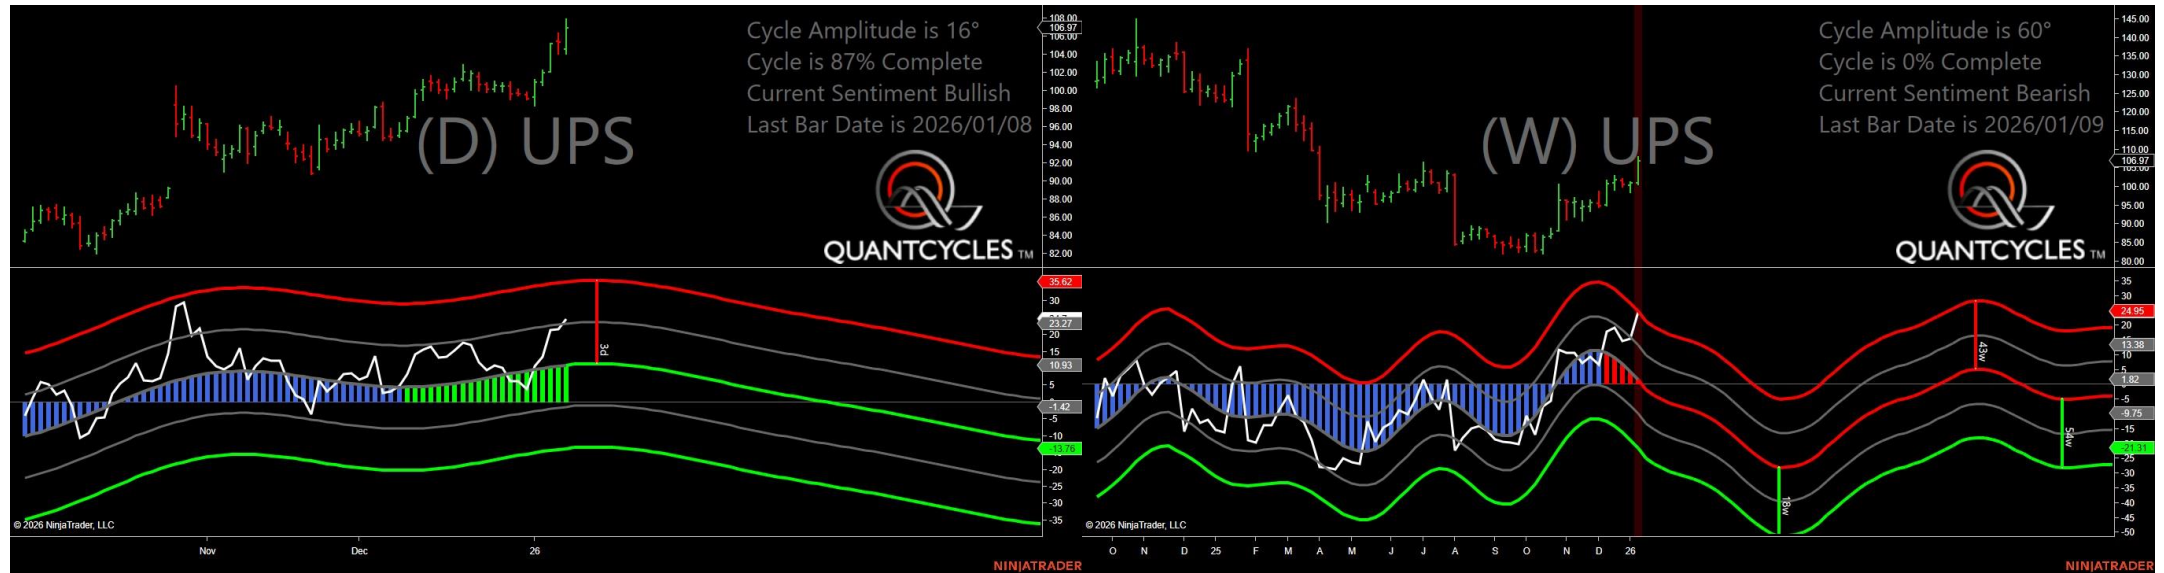 Cycle Amplitude is 16°
Cycle is 87% Complete
Current Sentiment Bullish
Last Bar Date is 2026/01/08
(D) UPS
QUANTCYCLES TM
108.00
106.97
106.00
104.00
102.00
100.00
98.00
96.00
94.00
92.00
90.00
88.00
86.00
84.00
82.00
35.62
30
23.27
20
15
10.93
5
-1.42
-5
-10
-13.76
-20
-25
-30
-35
3d
© 2026 NinjaTrader, LLC
Nov Dec 26
NINJATRADER
Cycle Amplitude is 60°
Cycle is 0% Complete
Current Sentiment Bearish
Last Bar Date is 2026/01/09
(W) UPS
QUANTCYCLES TM
145.00
140.00
135.00
130.00
125.00
120.00
115.00
110.00
106.97
105.00
100.00
95.00
90.00
85.00
80.00
35
30
24.95
20
13.38
10
5
1.82
-5
-9.75
-15
-21.31
-25
-30
-35
-40
-45
-50
18w
43w
54w
© 2026 NinjaTrader, LLC
O N D 25 F M A M J J A S O N D 26
NINJATRADER